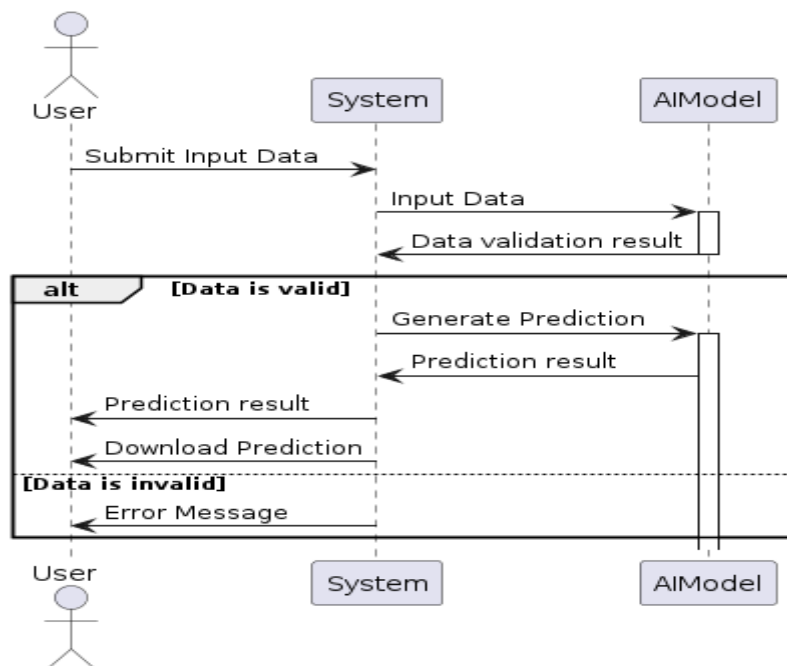 User
System
AIModel
Submit Input Data
Input Data
Data validation result
alt
[Data is valid]
Generate Prediction
Prediction result
Prediction result
Download Prediction
[Data is invalid]
Error Message
User
System
AIModel